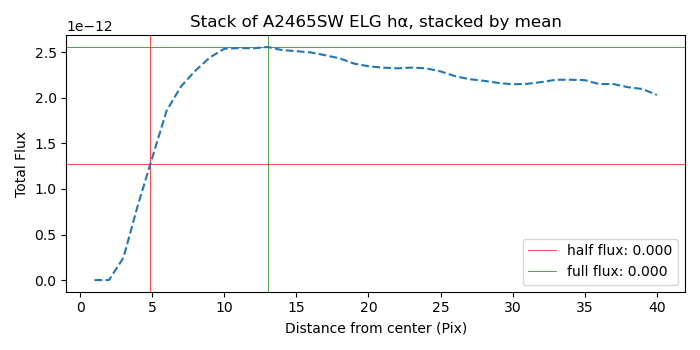 Stack of A2465SW ELG hα, stacked by mean
1e−12
2.5
2.0
1.5
1.0
0.5
0.0
Total Flux
half flux: 0.000
full flux: 0.000
0 5 10 15 20 25 30 35 40
Distance from center (Pix)